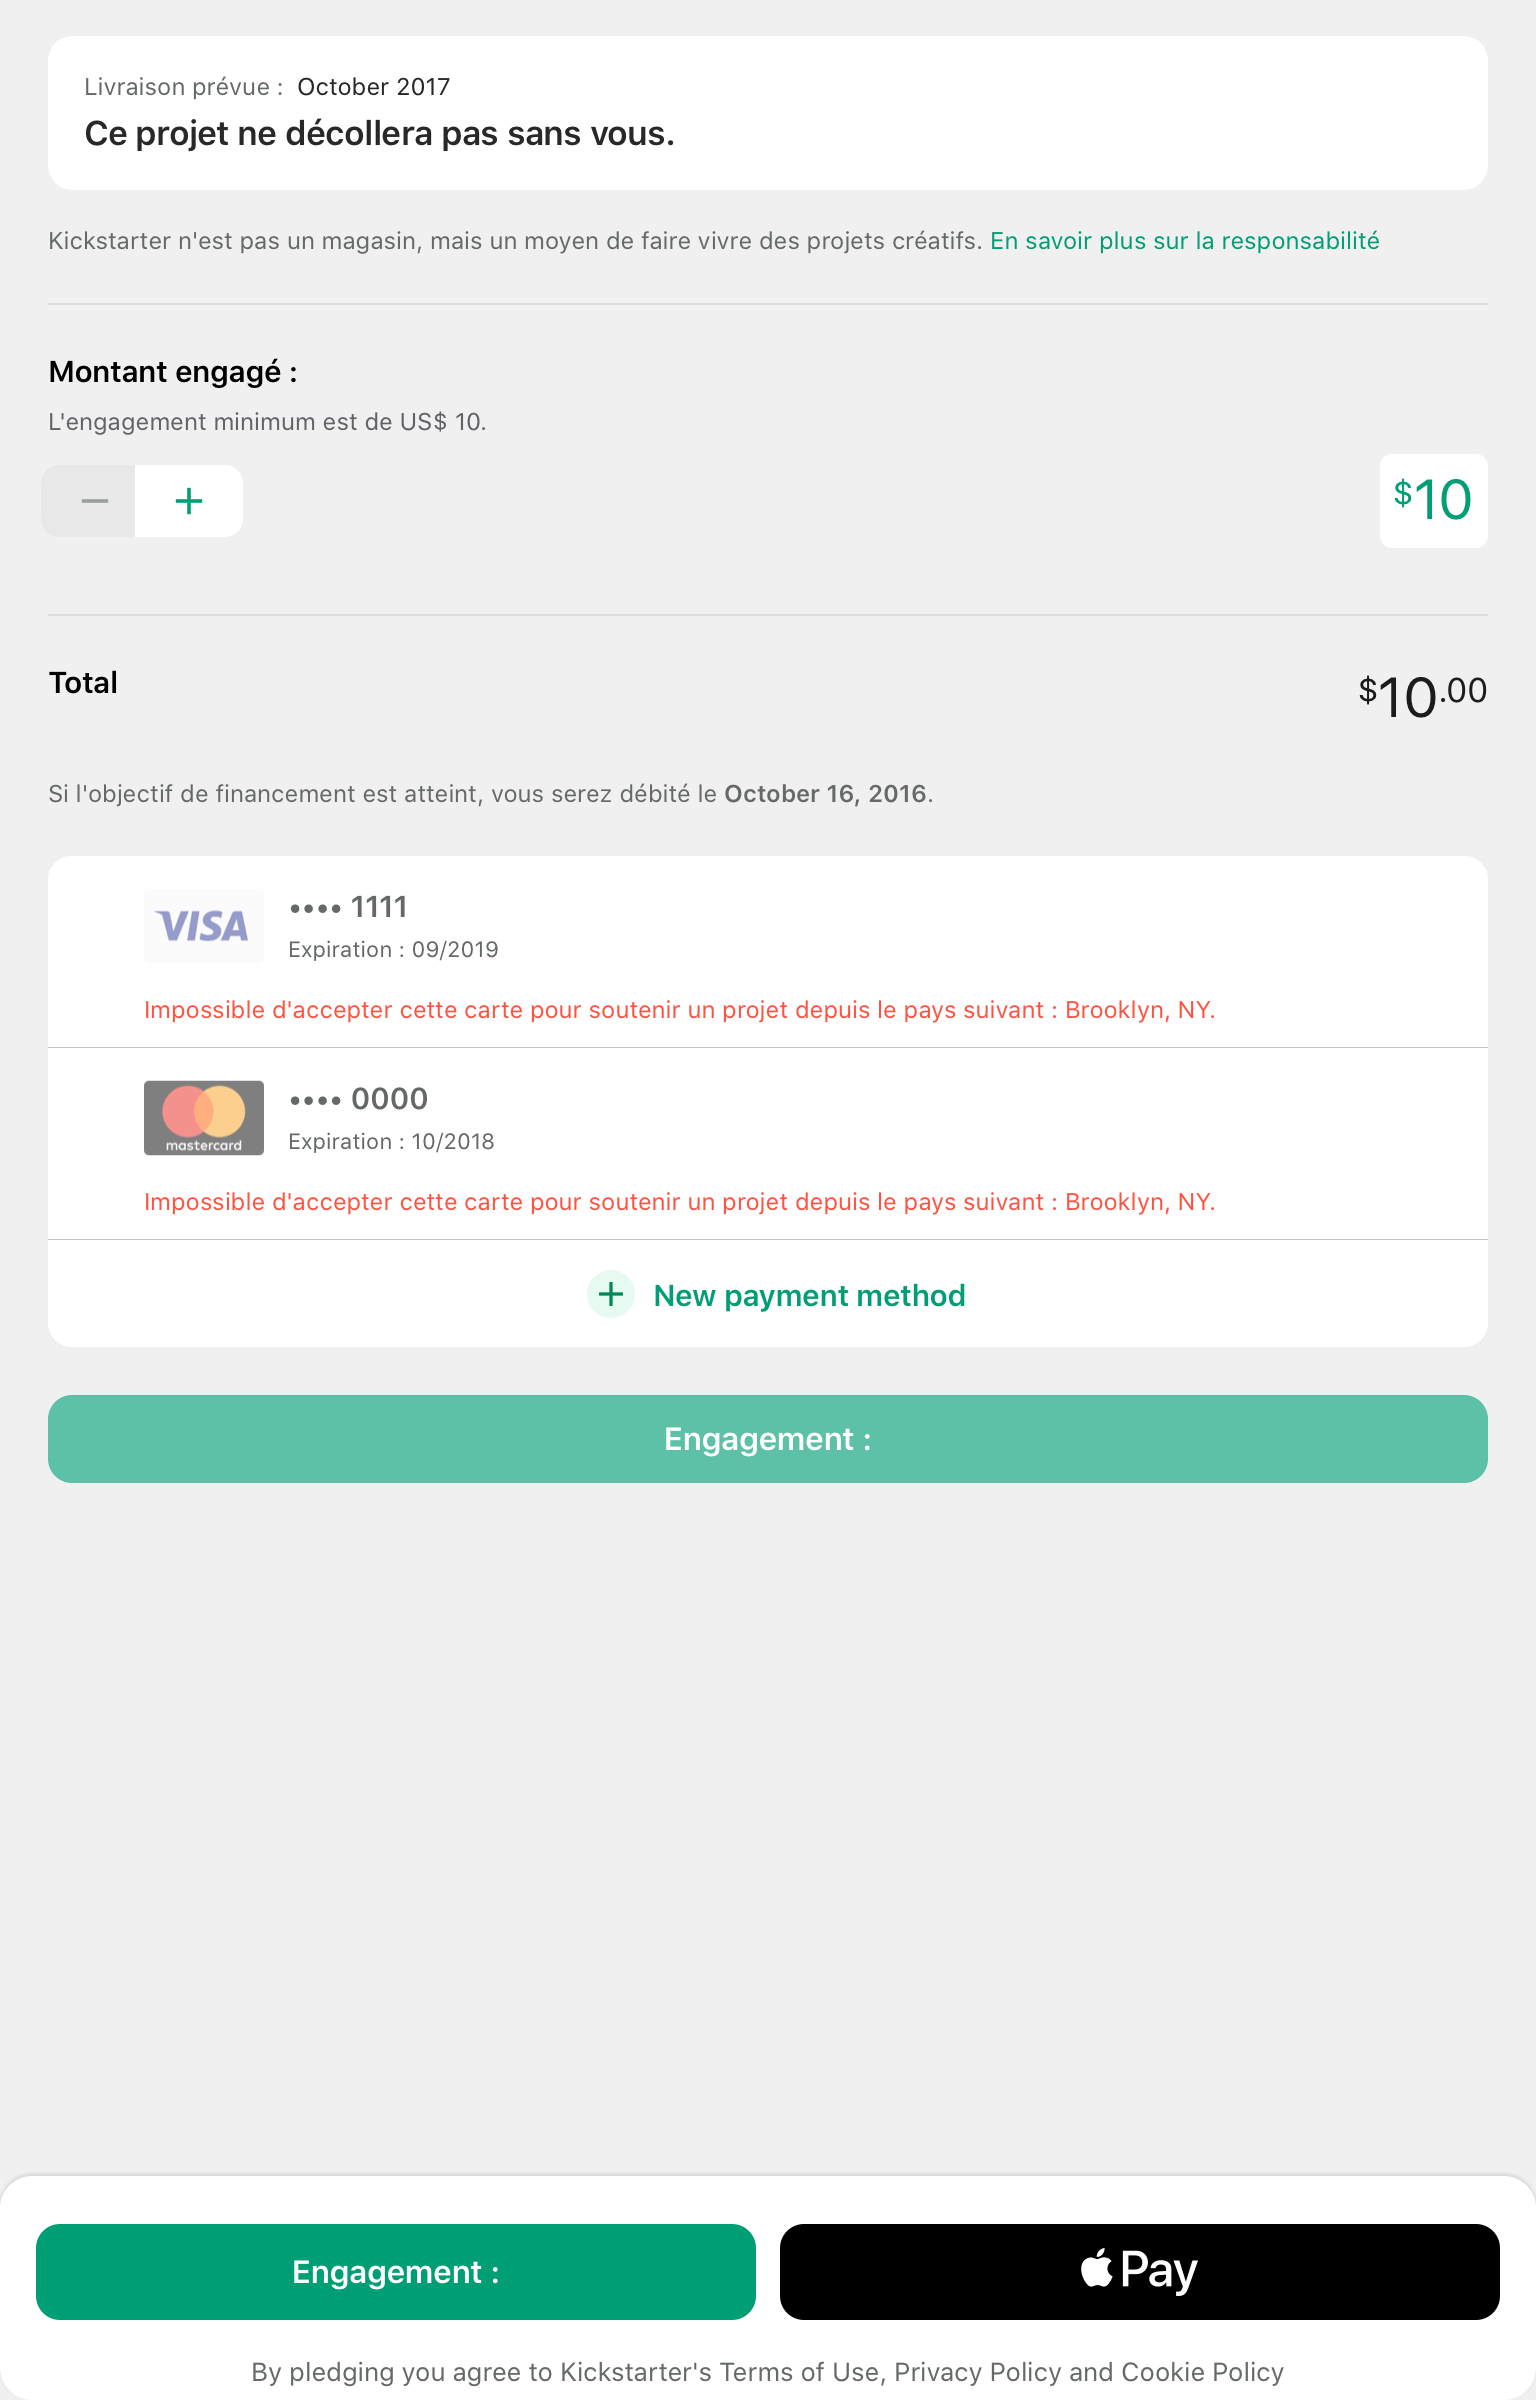 Livraison prévue : October 2017
Ce projet ne décollera pas sans vous.
Kickstarter n'est pas un magasin, mais un moyen de faire vivre des projets créatifs. En savoir plus sur la responsabilité
Montant engagé :
L'engagement minimum est de US$ 10.
$10
Total
$10.00
Si l'objectif de financement est atteint, vous serez débité le October 16, 2016.
VISA
•••• 1111
Expiration : 09/2019
Impossible d'accepter cette carte pour soutenir un projet depuis le pays suivant : Brooklyn, NY.
mastercard
•••• 0000
Expiration : 10/2018
Impossible d'accepter cette carte pour soutenir un projet depuis le pays suivant : Brooklyn, NY.
New payment method
Engagement :
Engagement :
Pay
By pledging you agree to Kickstarter's Terms of Use, Privacy Policy and Cookie Policy